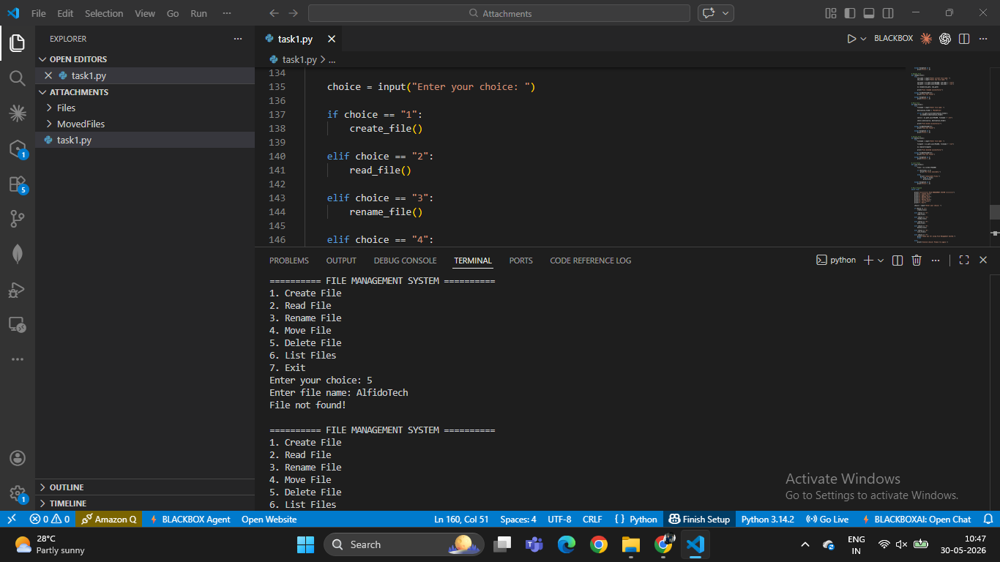 File Edit Selection View Go Run ··· Attachments
EXPLORER ···
OPEN EDITORS
task1.py
ATTACHMENTS
Files
MovedFiles
task1.py
1
5
OUTLINE
TIMELINE
1
task1.py
BLACKBOX
task1.py > ...
134
135 choice = input("Enter your choice: ")
136
137 if choice == "1":
138 create_file()
139
140 elif choice == "2":
141 read_file()
142
143 elif choice == "3":
144 rename_file()
145
146 elif choice == "4":
PROBLEMS OUTPUT DEBUG CONSOLE TERMINAL PORTS CODE REFERENCE LOG python
========== FILE MANAGEMENT SYSTEM ==========
1. Create File
2. Read File
3. Rename File
4. Move File
5. Delete File
6. List Files
7. Exit
Enter your choice: 5
Enter file name: AlfidoTech
File not found!
========== FILE MANAGEMENT SYSTEM ==========
1. Create File
2. Read File
3. Rename File
4. Move File
5. Delete File
6. List Files
Activate Windows
Go to Settings to activate Windows.
0 0 Amazon Q BLACKBOX Agent Open Website Ln 160, Col 51 Spaces: 4 UTF-8 CRLF { } Python Finish Setup Python 3.14.2 Go Live BLACKBOXAI: Open Chat
28°C
Partly sunny
Search
ENG
IN
10:47
30-05-2026